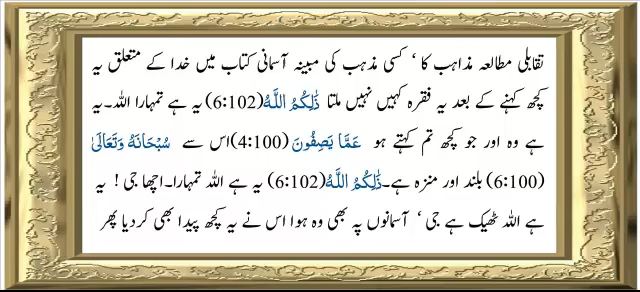 تقابلی مطالعہ مذاہب کا ‘ کسی مذہب کی مبینہ آسمانی کتاب میں خدا کے متعلق یہ
کچھ کہنے کے بعد یہ فقرہ کہیں نہیں ملتا ذَٰلِكُمُ اللَّهُ(6:102) یہ ہے تمہارا اللہ۔یہ
ہے وہ اور جو کچھ تم کہتے ہو عَمَّا يَصِفُونَ (4:100)اس سے سُبْحَانَهُ وَتَعَالَىٰ
(6:100) بلند اور منزہ ہے۔ذَٰلِكُمُ اللَّهُ(6:102) یہ ہے اللہ تمہارا۔اچھا جی ! یہ
ہے اللہ ٹھیک ہے جی ‘ آسمانوں پہ بھی وہ ہوا اس نے یہ کچھ پیدا بھی کردیا پھر